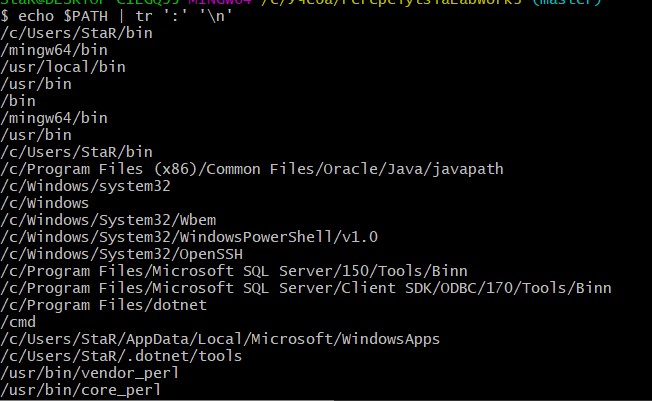 $ echo $PATH | tr ':' '\n'
/c/Users/StaR/bin
/mingw64/bin
/usr/local/bin
/usr/bin
/bin
/mingw64/bin
/usr/bin
/c/Users/StaR/bin
/c/Program Files (x86)/Common Files/Oracle/Java/javapath
/c/Windows/system32
/c/Windows
/c/Windows/System32/Wbem
/c/Windows/System32/WindowsPowerShell/v1.0
/c/Windows/System32/OpenSSH
/c/Program Files/Microsoft SQL Server/150/Tools/Binn
/c/Program Files/Microsoft SQL Server/Client SDK/ODBC/170/Tools/Binn
/c/Program Files/dotnet
/cmd
/c/Users/StaR/AppData/Local/Microsoft/WindowsApps
/c/Users/StaR/.dotnet/tools
/usr/bin/vendor_perl
/usr/bin/core_perl